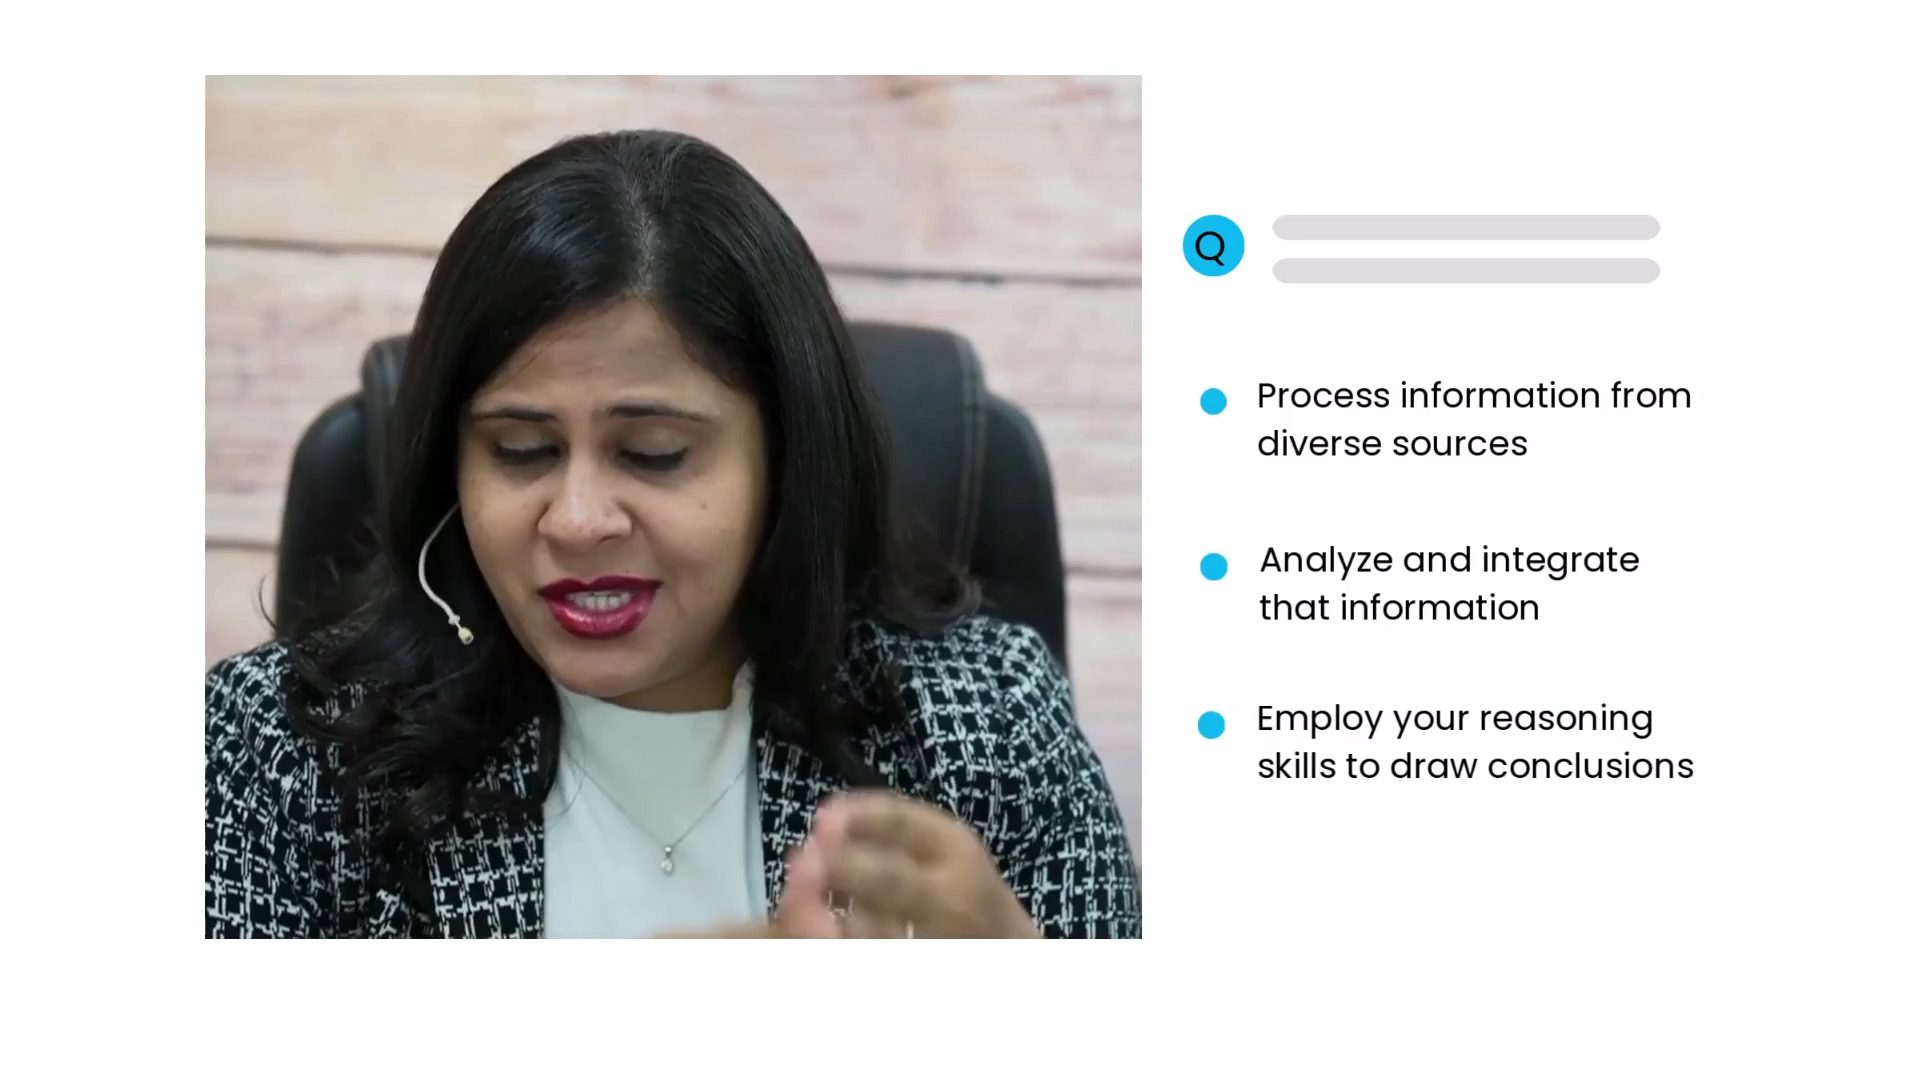 Q
Process information from
diverse sources
Analyze and integrate
that information
Employ your reasoning
skills to draw conclusions